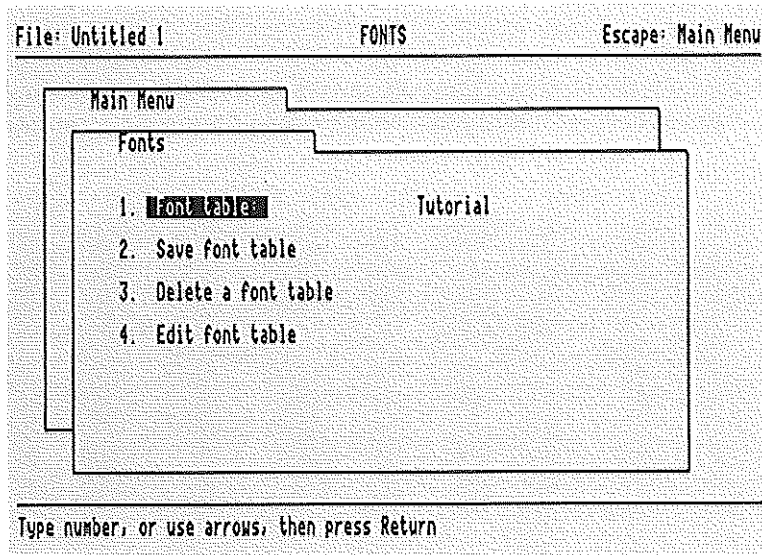 File: Untitled 1 FONTS Escape: Main Menu
Main Menu
Fonts
1. Font table Tutorial
2. Save font table
3. Delete a font table
4. Edit font table
Type number, or use arrows, then press Return